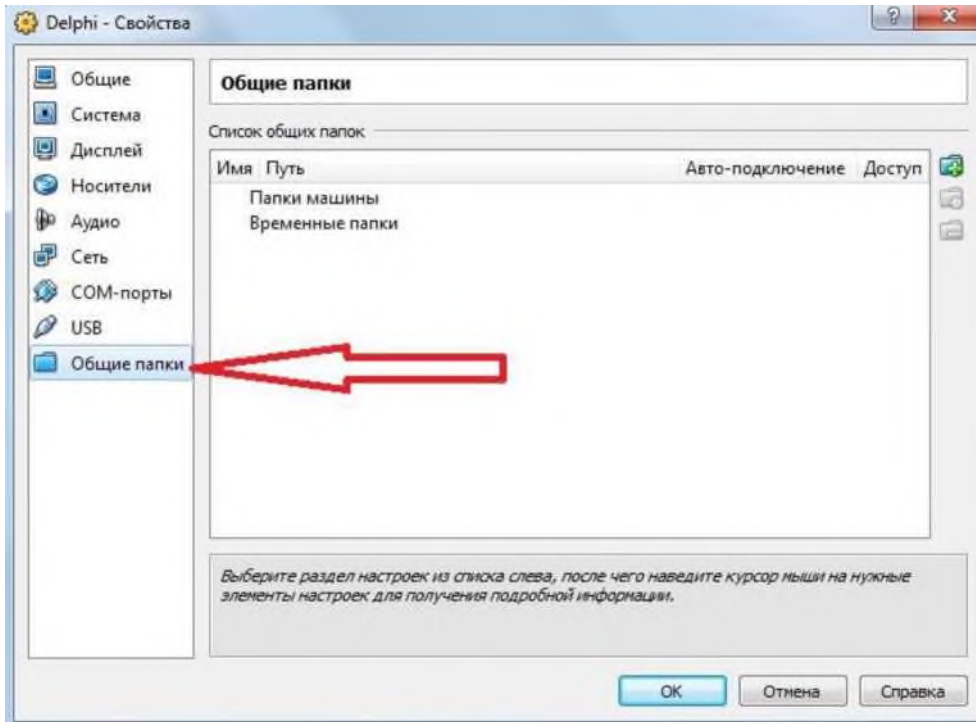 Delphi - Свойства
Общие
Система
Дисплей
Носители
Аудио
Сеть
COM-порты
USB
Общие папки
Общие папки
Список общих папок
Имя Путь Авто-подключение Доступ
Папки машины
Временные папки
Выберите раздел настроек из списка слева, после чего наведите курсор мыши на нужные
элементы настроек для получения подробной информации.
OK Отмена Справка